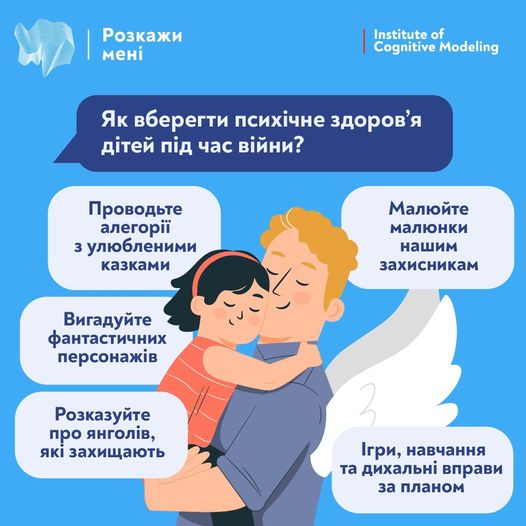 Розкажи
мені
Institute of
Cognitive Modeling
Як вберегти психічне здоров’я
дітей під час війни?
Проводьте
алегорії
з улюбленими
казками
Малюйте
малюнки
нашим
захисникам
Вигадуйте
фантастичних
персонажів
Розказуйте
про янголів,
які захищають
Ігри, навчання
та дихальні вправи
за планом